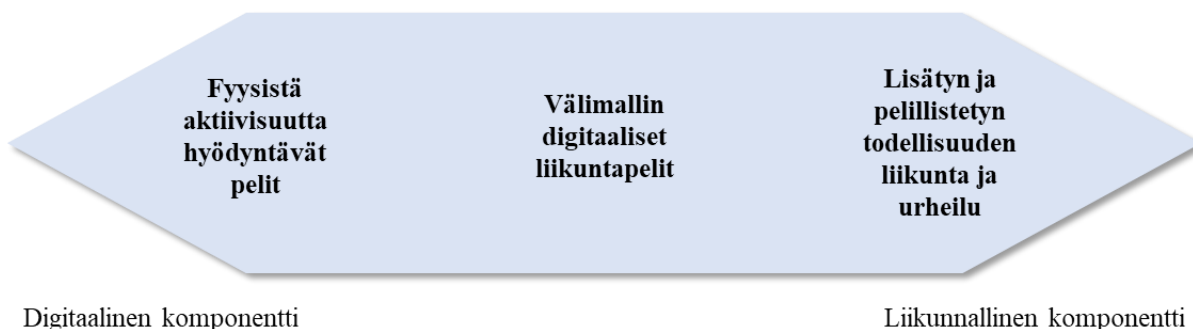 Fyysistä
aktiivisuutta
hyödyntävät
pelit
Välimallin
digitaaliset
liikuntapelit
Lisätyn ja
pelillistetyn
todellisuuden
liikunta ja
urheilu
Digitaalinen komponentti
Liikunnallinen komponentti